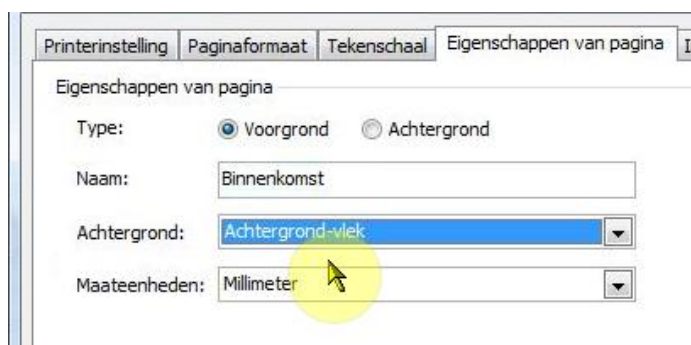 Printerinstelling Paginaformaat Tekenschaal Eigenschappen van pagina
Eigenschappen van pagina
Type: Voorgrond Achtergrond
Naam: Binnenkomst
Achtergrond: Achtergrond-vlek
Maateenheden: Millimeter